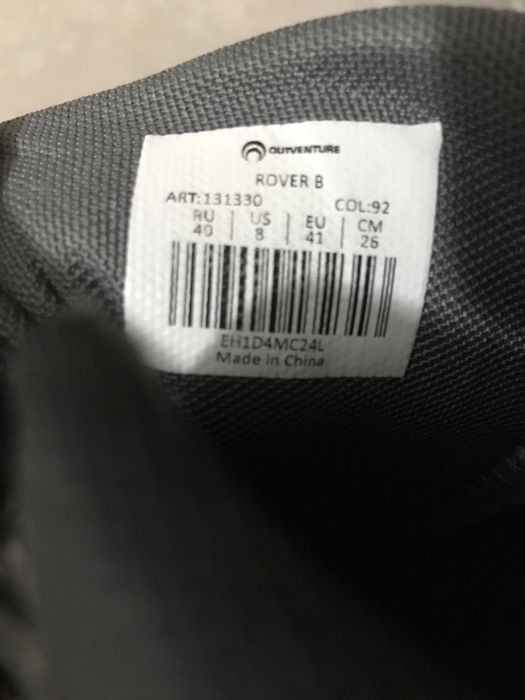 OUTVENTURE
ROVER B
ART:131330 COL:92
RU | US | EU | CM
40 | 8 | 41 | 26
EH1D4MC24L
Made in China